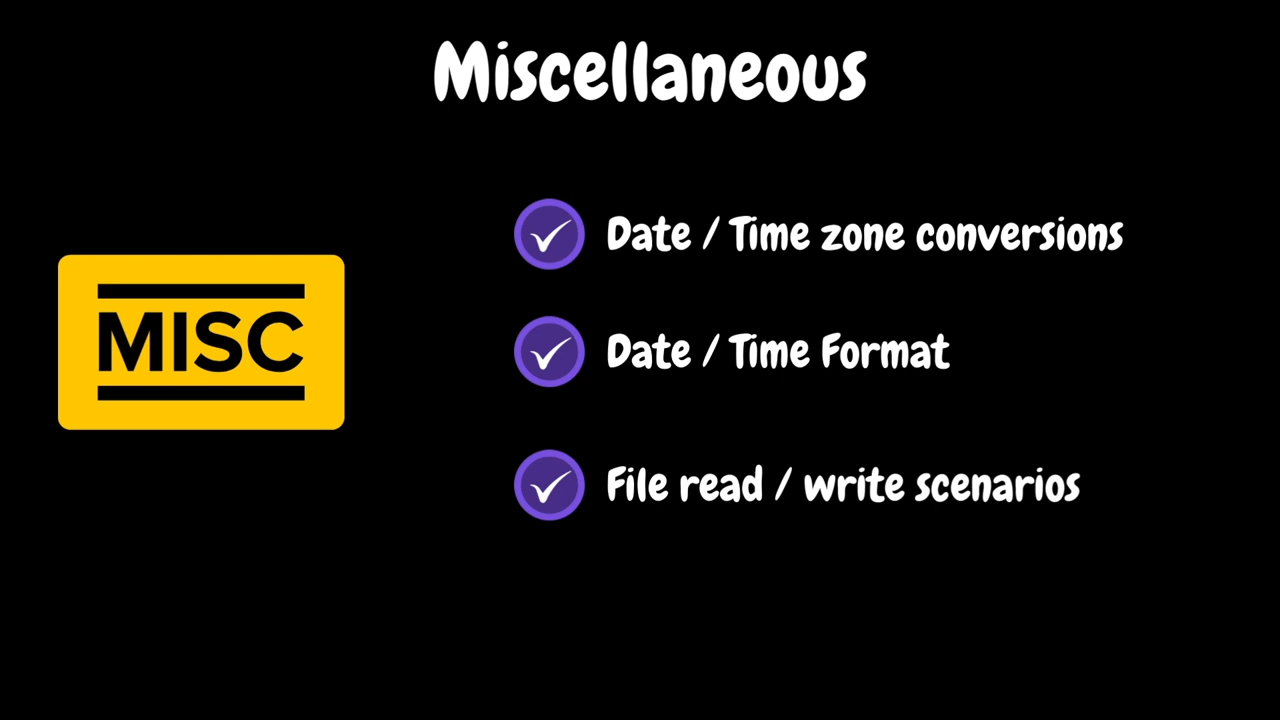 Miscellaneous
MISC
Date / Time zone conversions
Date / Time Format
File read / write scenarios